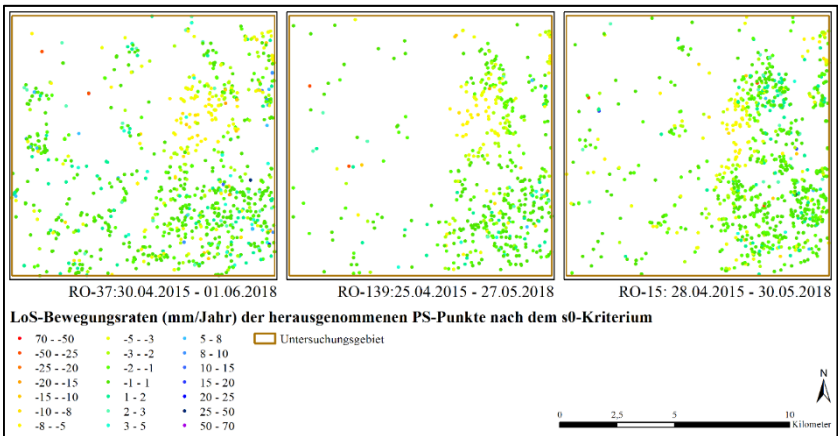 RO-37:30.04.2015 - 01.06.2018 RO-139:25.04.2015 - 27.05.2018 RO-15: 28.04.2015 - 30.05.2018
LoS-Bewegungsraten (mm/Jahr) der herausgenommenen PS-Punkte nach dem s0-Kriterium
70 - -50 -5 - -3 5 - 8 Untersuchungsgebiet
-50 - -25 -3 - -2 8 - 10
-25 - -20 -2 - -1 10 - 15
-20 - -15 -1 - 1 15 - 20
-15 - -10 1 - 2 20 - 25
-10 - -8 2 - 3 25 - 50
-8 - -5 3 - 5 50 - 70
N
0 2,5 5 10
Kilometer